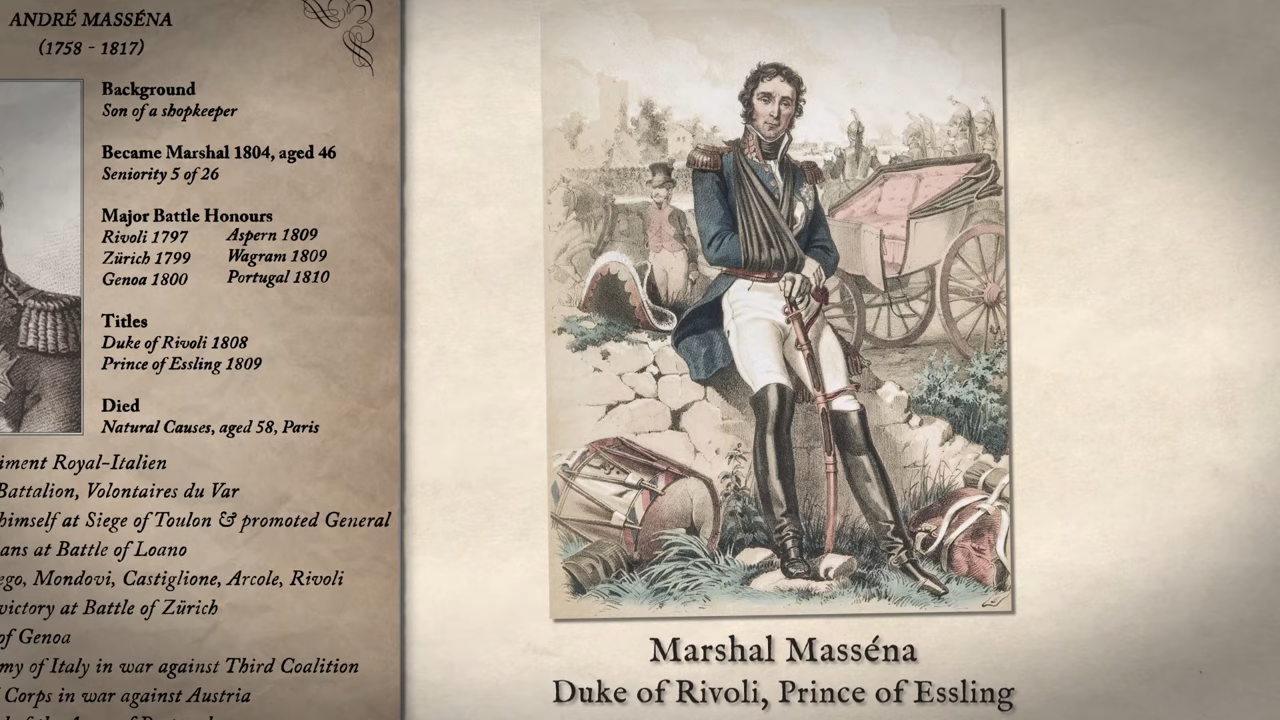 ANDRÉ MASSÉNA
(1758 - 1817)
Background
Son of a shopkeeper
Became Marshal 1804, aged 46
Seniority 5 of 26
Major Battle Honours
Rivoli 1797 Aspern 1809
Zürich 1799 Wagram 1809
Genoa 1800 Portugal 1810
Titles
Duke of Rivoli 1808
Prince of Essling 1809
Died
Natural Causes, aged 58, Paris
Royal-Italien
Battalion, Volontaires du Var
himself at Siege of Toulon & promoted General
at Battle of Loano
Mondovi, Castiglione, Arcole, Rivoli
victory at Battle of Zürich
of Genoa
of Italy in war against Third Coalition
Corps in war against Austria
Marshal Masséna
Duke of Rivoli, Prince of Essling